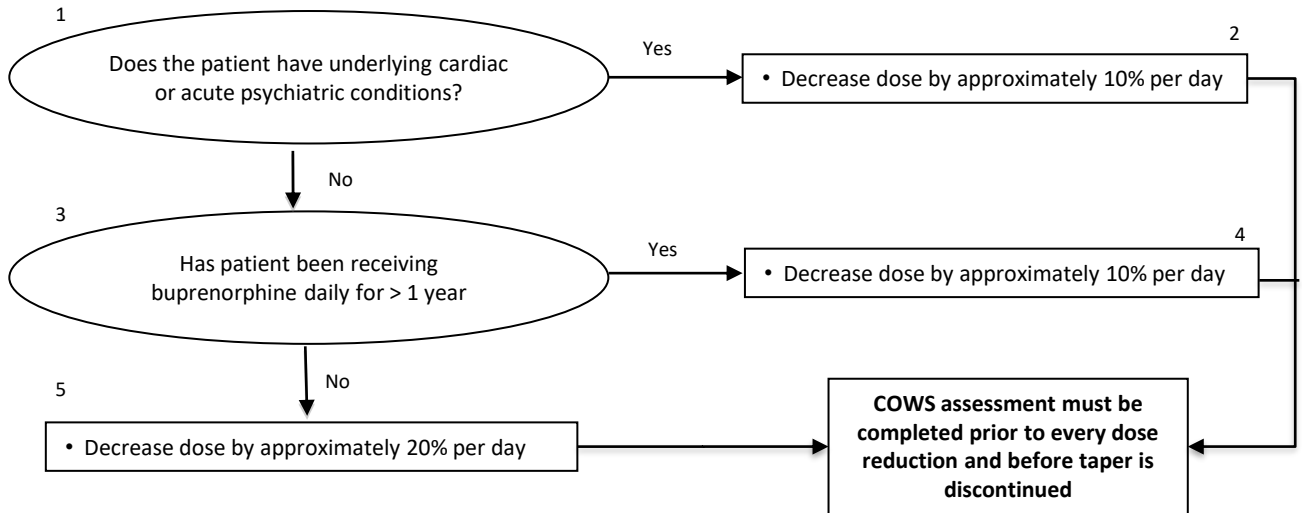 1
Does the patient have underlying cardiac
or acute psychiatric conditions?
Yes
2
• Decrease dose by approximately 10% per day
No
3
Has patient been receiving
buprenorphine daily for > 1 year
Yes
4
• Decrease dose by approximately 10% per day
No
5
• Decrease dose by approximately 20% per day
COWS assessment must be
completed prior to every dose
reduction and before taper is
discontinued